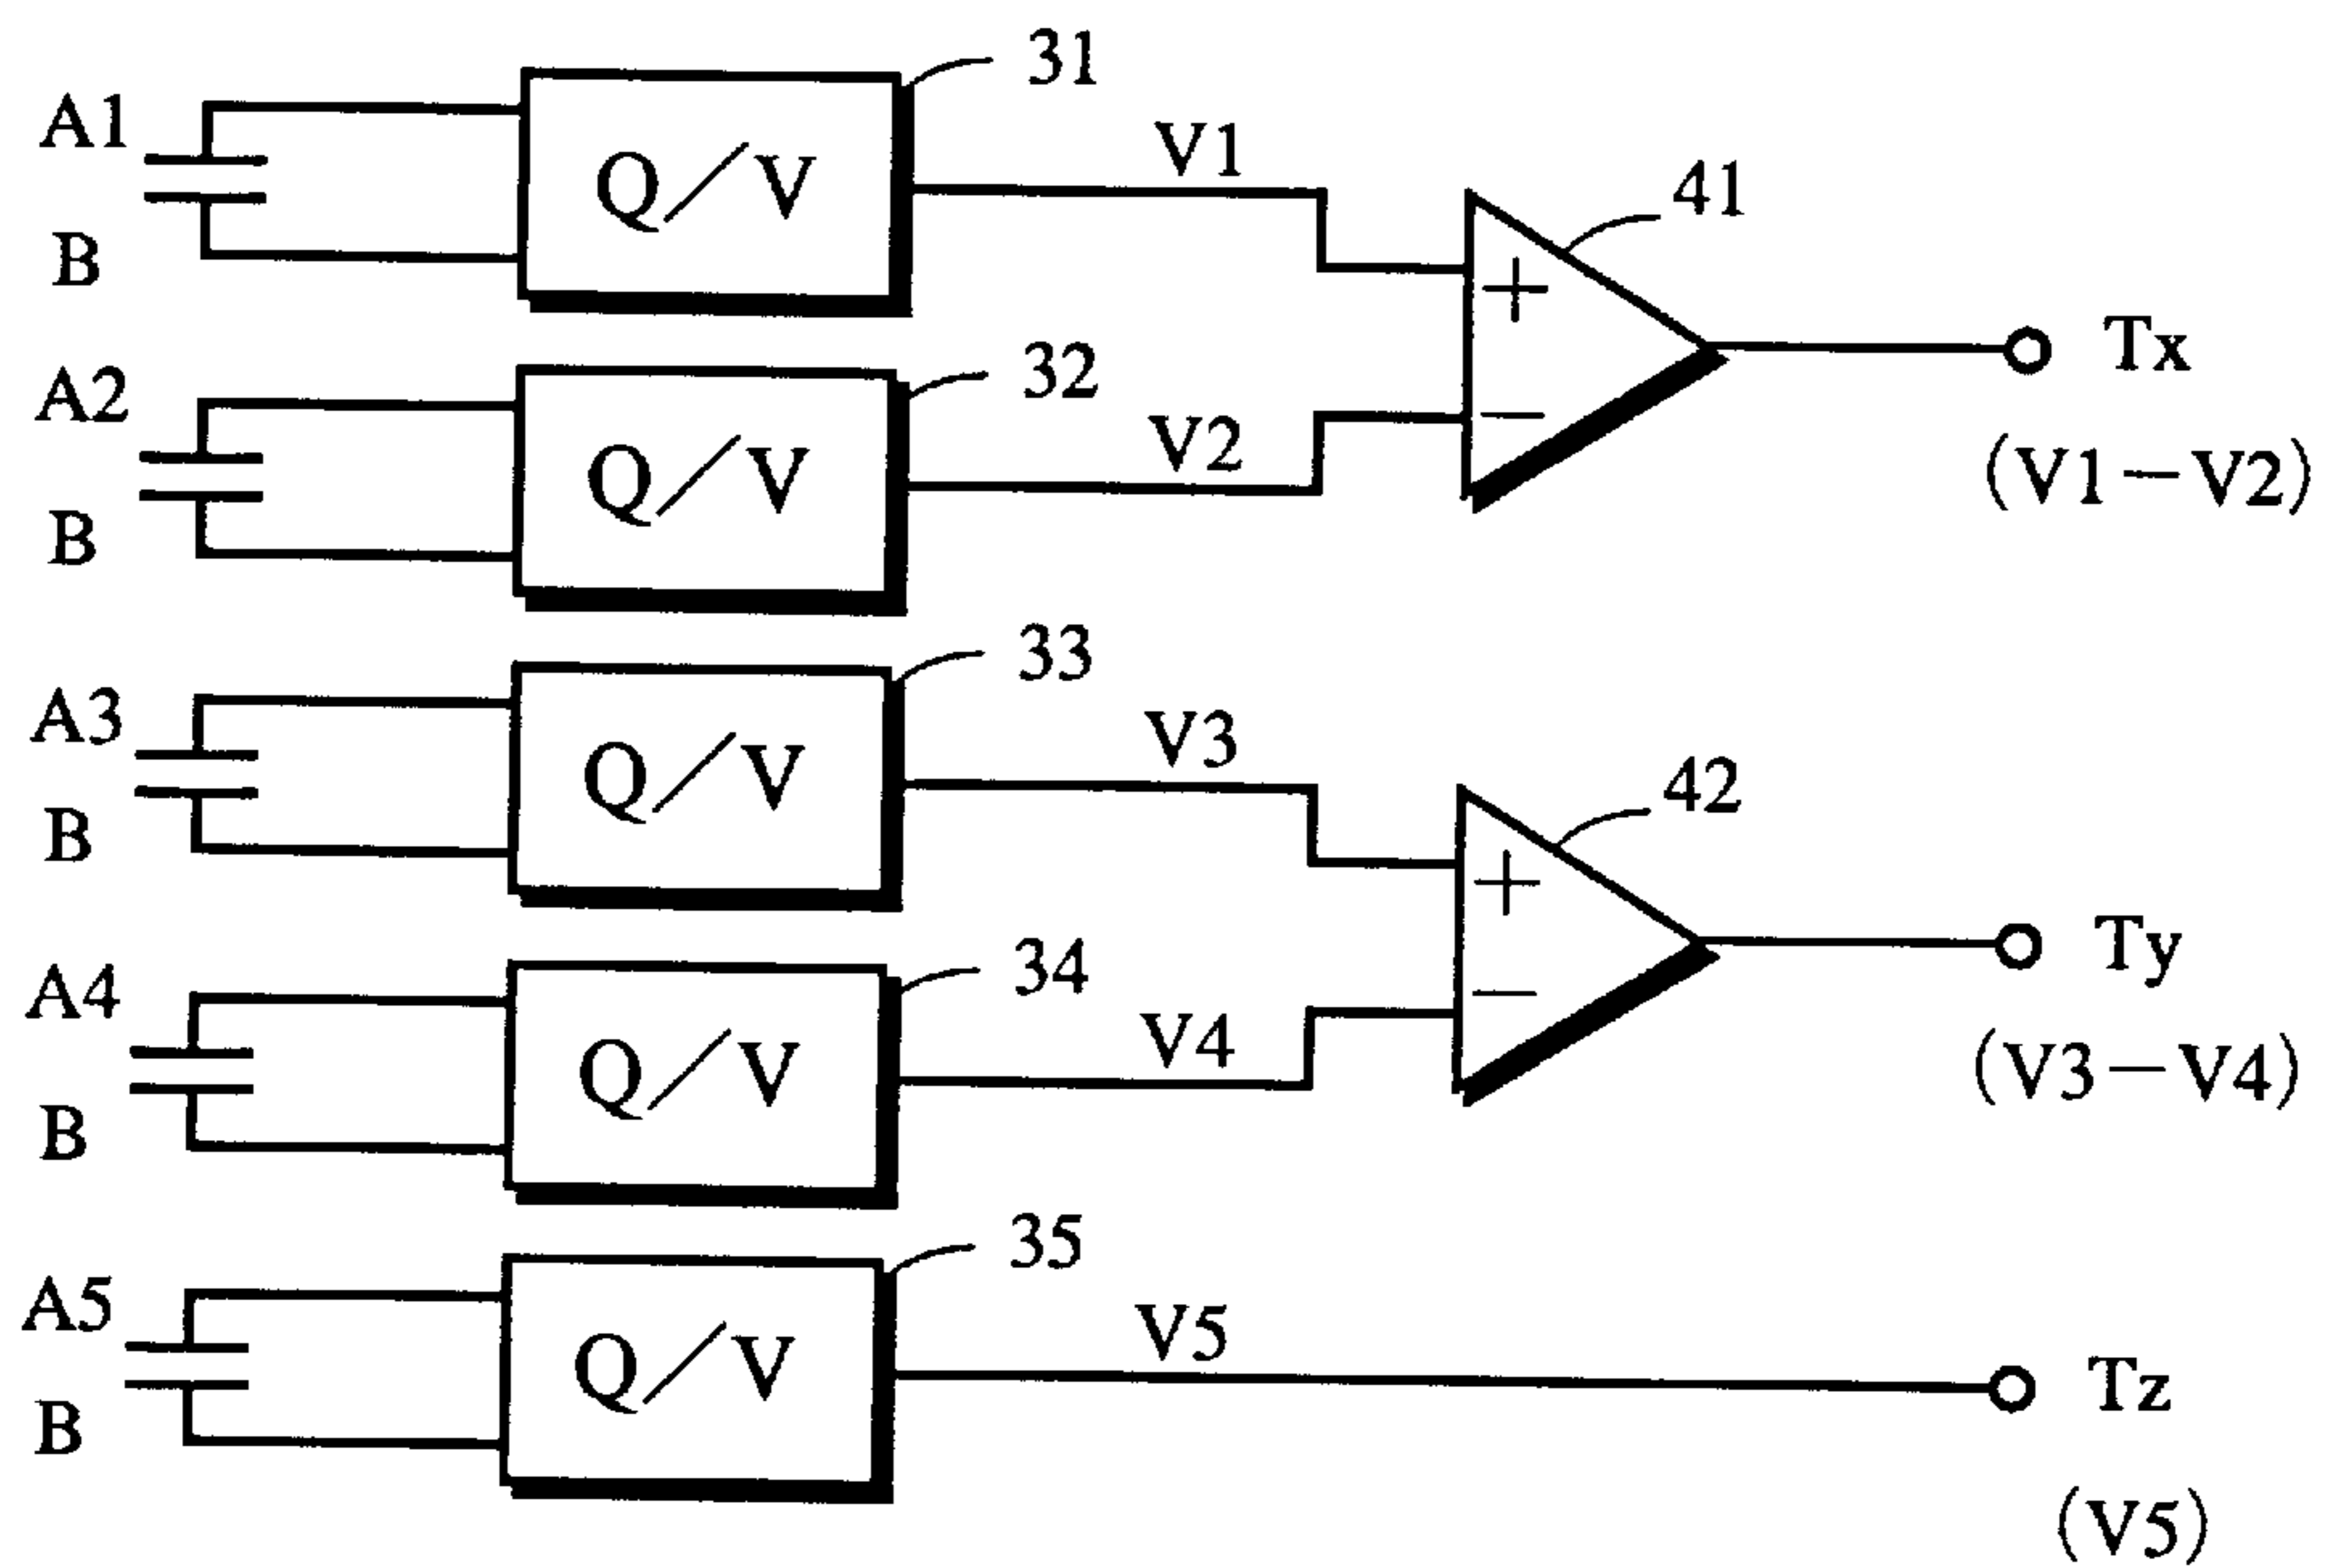 31
A1
Q/V
V1
41
B
+
Tx
32
A2
Q/V
V2
−
(V1−V2)
B
33
A3
Q/V
V3
42
B
+
Ty
34
A4
Q/V
V4
−
(V3−V4)
B
35
A5
Q/V
V5
Tz
B
(V5)